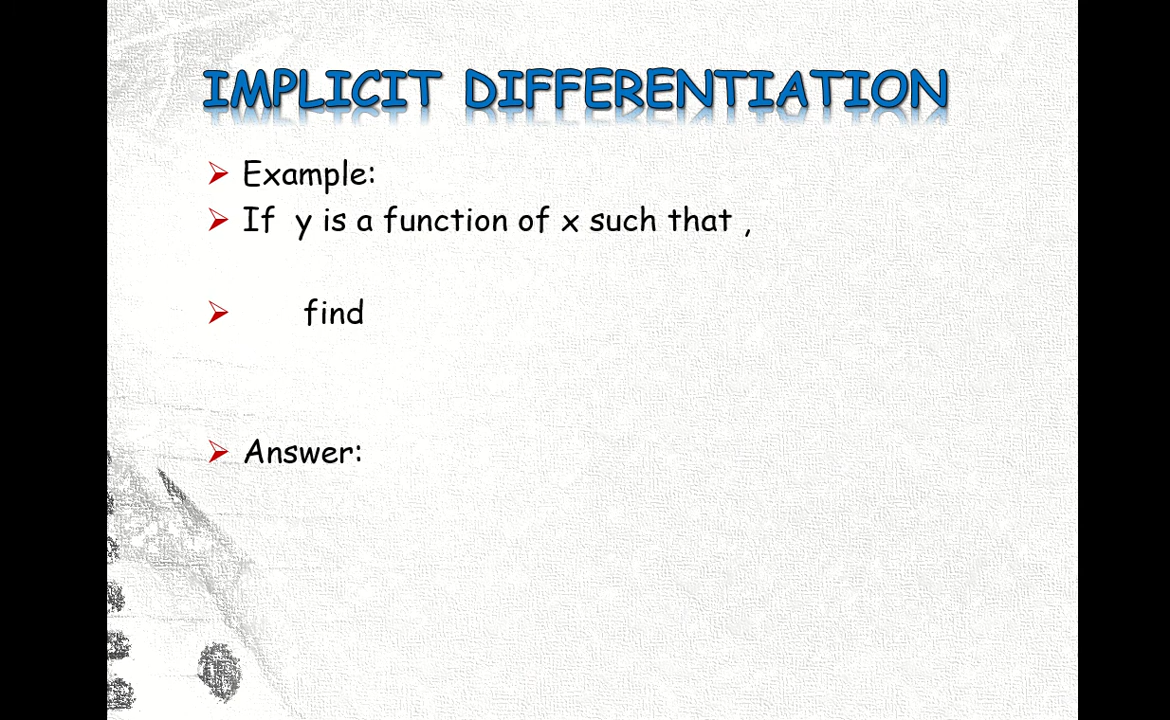 IMPLICIT DIFFERENTIATION
Example:
If y is a function of x such that ,
find
Answer: